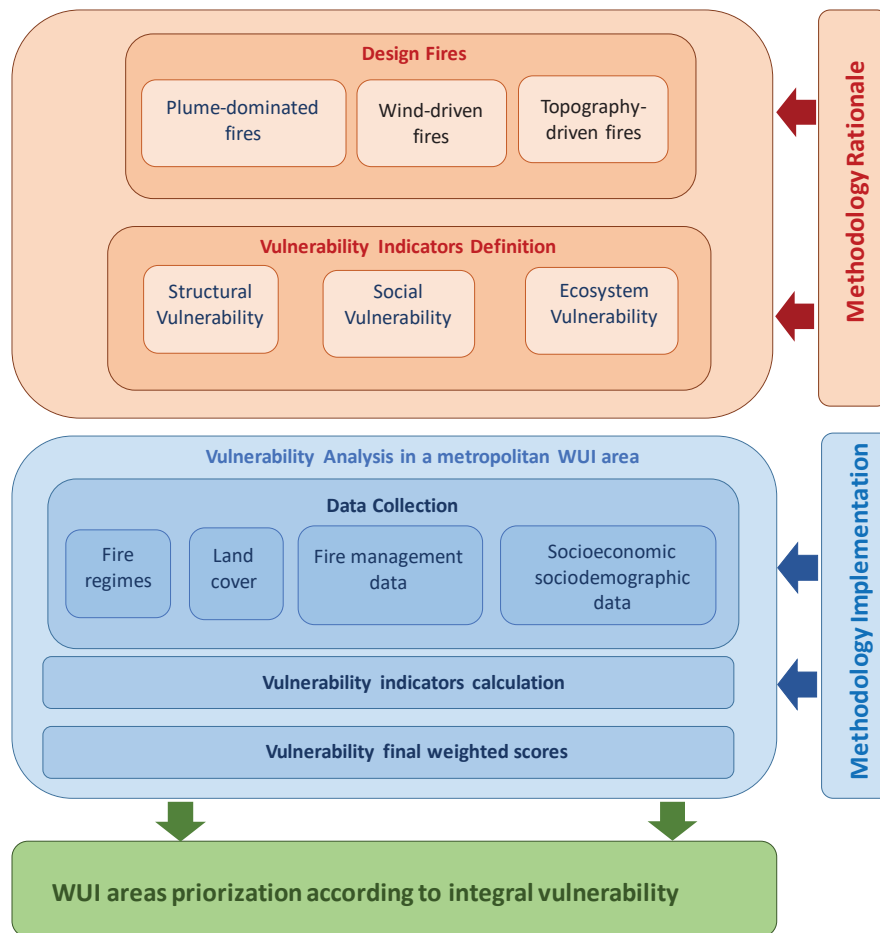 Design Fires
Plume-dominated
fires
Wind-driven
fires
Topography-
driven fires
Vulnerability Indicators Definition
Structural
Vulnerability
Social
Vulnerability
Ecosystem
Vulnerability
Methodology Rationale
Vulnerability Analysis in a metropolitan WUI area
Data Collection
Fire
regimes
Land
cover
Fire management
data
Socioeconomic
sociodemographic
data
Vulnerability indicators calculation
Vulnerability final weighted scores
Methodology Implementation
WUI areas priorization according to integral vulnerability